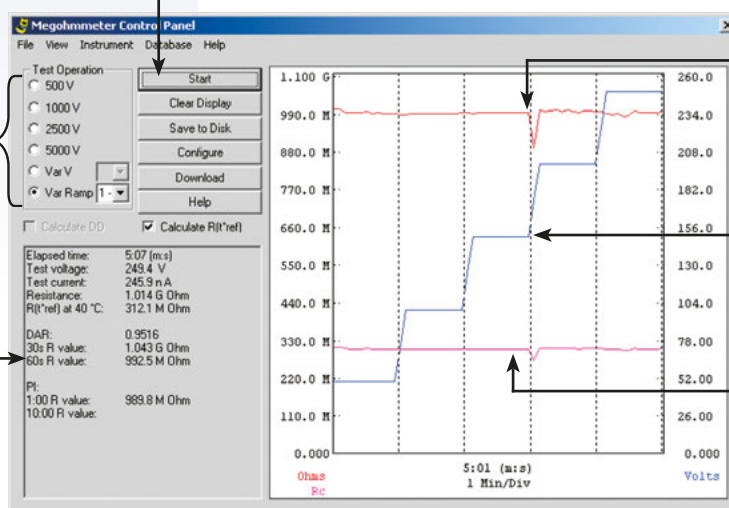 Megohmmeter Control Panel
File View Instrument Database Help
Test Operation
500 V
1000 V
2500 V
5000 V
Var V
Var Ramp 1 -
Start
Clear Display
Save to Disk
Configure
Download
Help
Calculate DD
Calculate R(t°ref)
Elapsed time: 5:07 (m:s)
Test voltage: 249.4 V
Test current: 245.9 n A
Resistance: 1.014 G Ohm
R(t°ref) at 40 °C: 312.1 M Ohm
DAR: 0.9516
30s R value: 1.043 G Ohm
60s R value: 992.5 M Ohm
PI:
1:00 R value: 989.8 M Ohm
10:00 R value:
1.100 G
990.0 M
880.0 M
770.0 M
660.0 M
550.0 M
440.0 M
330.0 M
220.0 M
110.0 M
0.000
260.0
234.0
208.0
182.0
156.0
130.0
104.0
78.00
52.00
26.00
0.000
Ohms
Rc
5:01 (m:s)
1 Min/Div
Volts